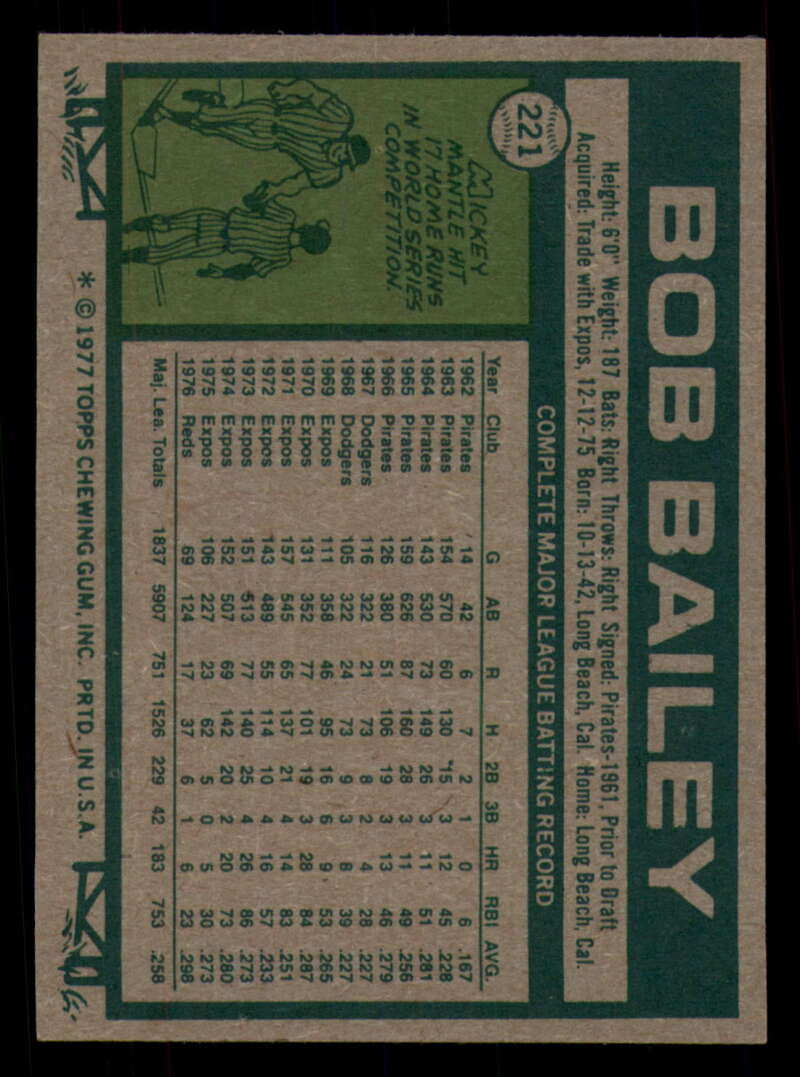 BOB BAILEY
Height: 6'0" Weight: 187 Bats: Right Throws: Right Signed: Pirates-1961, Prior to Draft
Acquired: Trade with Expos, 12-12-75 Born: 10-13-42, Long Beach, Cal. Home: Long Beach, Cal.
221
COMPLETE MAJOR LEAGUE BATTING RECORD
MICKEY
MANTLE HIT
17 HOME RUNS
IN WORLD SERIES
COMPETITION.
Year Club G AB R H 2B 3B HR RBI AVG.
1962 Pirates 14 42 6 7 2 1 0 6 .167
1963 Pirates 154 570 60 130 15 3 12 45 .228
1964 Pirates 143 530 73 149 26 3 11 51 .281
1965 Pirates 159 626 87 160 28 3 11 49 .256
1966 Pirates 126 380 51 106 19 3 13 46 .279
1967 Dodgers 116 322 21 73 8 2 4 28 .227
1968 Dodgers 105 322 24 73 9 3 8 39 .227
1969 Expos 111 358 46 95 16 6 9 53 .265
1970 Expos 131 352 77 101 19 3 28 84 .287
1971 Expos 157 545 65 137 21 4 14 83 .251
1972 Expos 143 489 55 114 10 4 16 57 .233
1973 Expos 151 513 77 140 25 4 26 86 .273
1974 Expos 152 507 69 142 20 2 20 73 .280
1975 Expos 106 227 23 62 5 0 5 30 .273
1976 Reds 69 124 17 37 6 1 6 23 .298
Maj. Lea. Totals 1837 5907 751 1526 229 42 183 753 .258
* © 1977 TOPPS CHEWING GUM, INC. PRTD. IN U.S.A.